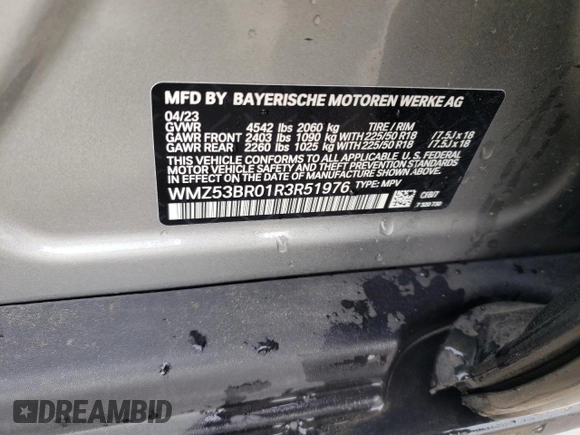 MFD BY BAYERISCHE MOTOREN WERKE AG
04/23
GVWR 4542 lbs 2060 kg TIRE / RIM
GAWR FRONT 2403 lbs 1090 kg WITH 225/50 R18 / 7.5J x 18
GAWR REAR 2260 lbs 1025 kg WITH 225/50 R18 / 7.5J x 18
THIS VEHICLE CONFORMS TO ALL APPLICABLE U.S. FEDERAL
MOTOR VEHICLE SAFETY AND THEFT PREVENTION STANDARDS
IN EFFECT ON THE DATE OF MANUFACTURE SHOWN ABOVE.
WMZ53BR01R3R51976 TYPE: MPV
7 320 730
DREAMBID